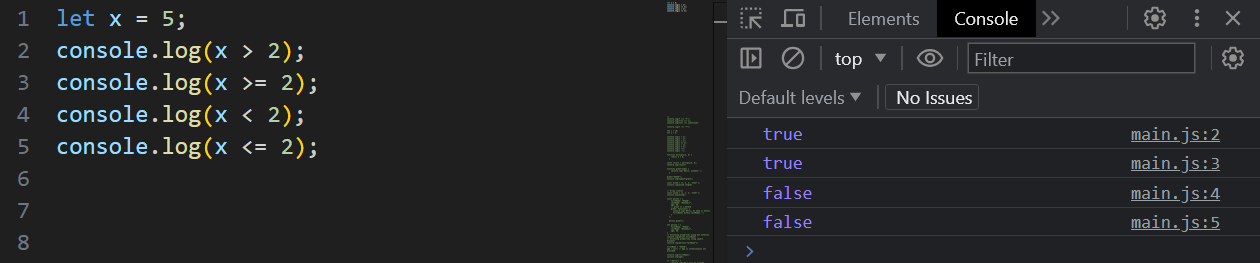 1 let x = 5;
2 console.log(x > 2);
3 console.log(x >= 2);
4 console.log(x < 2);
5 console.log(x <= 2);
6
7
8
Elements Console
top Filter
Default levels No Issues
true main.js:2
true main.js:3
false main.js:4
false main.js:5